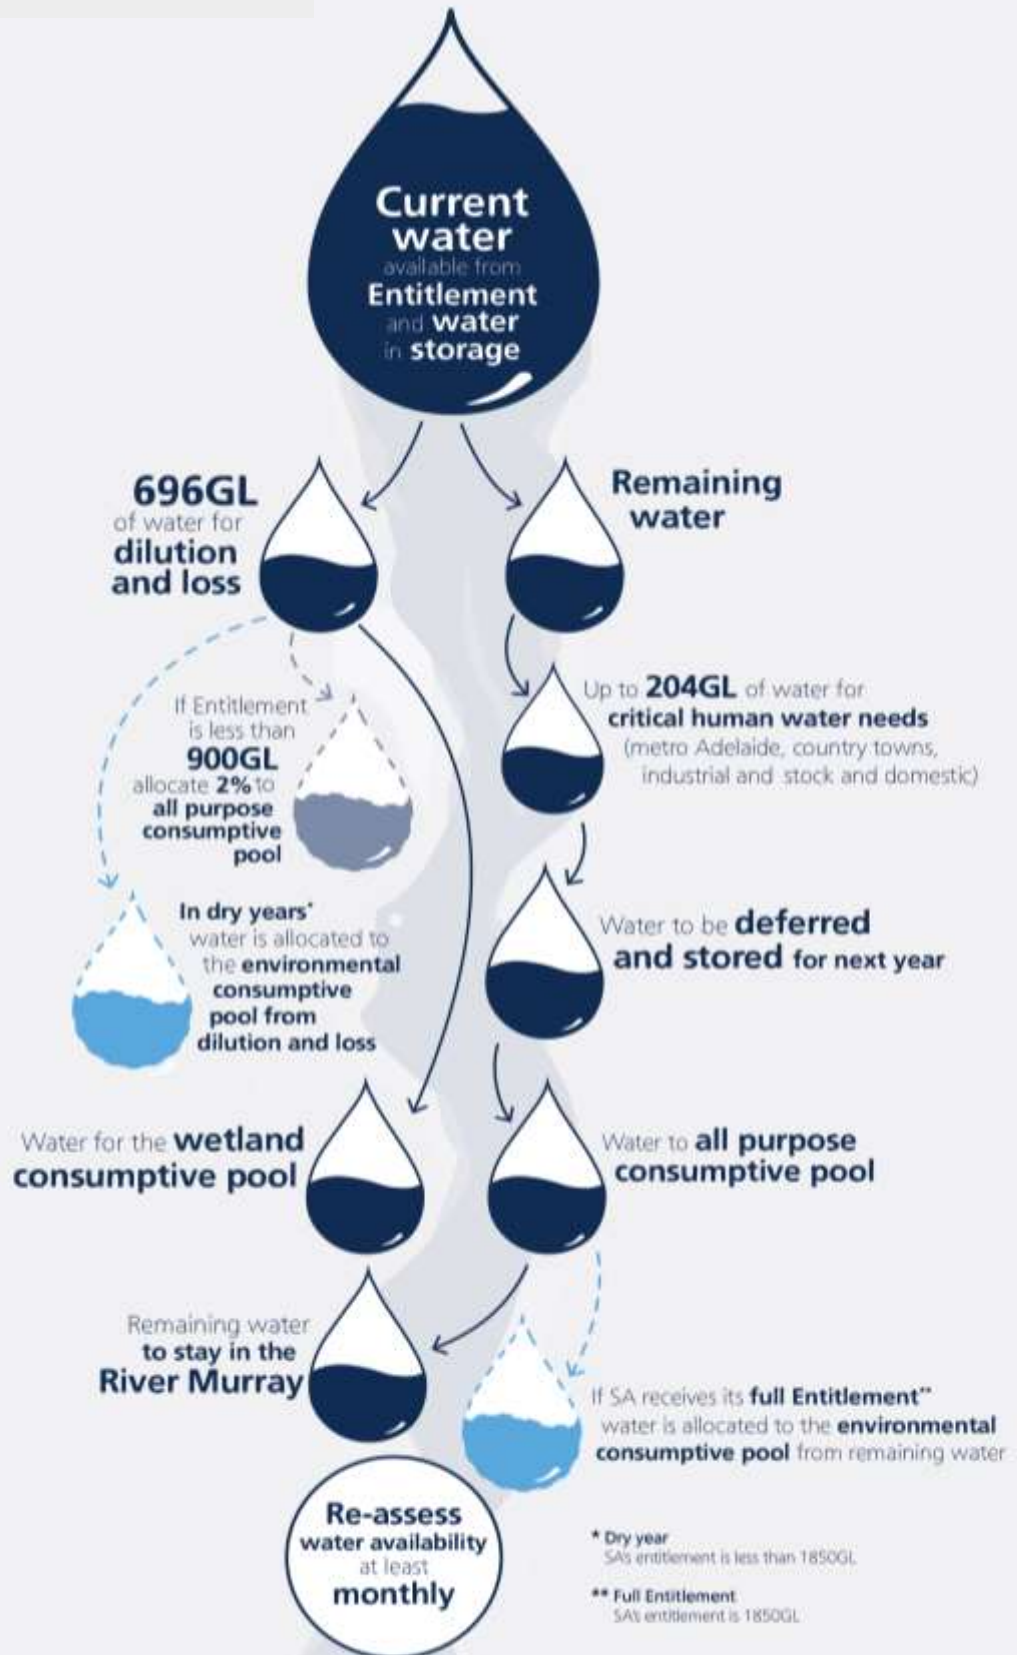 Current
water
available from
Entitlement
and water
in storage
696GL
of water for
dilution
and loss
Remaining
water
If Entitlement
is less than
900GL
allocate 2% to
all purpose
consumptive
pool
Up to 204GL of water for
critical human water needs
(metro Adelaide, country towns,
industrial and stock and domestic)
In dry years*
water is allocated to
the environmental
consumptive
pool from
dilution and loss
Water to be deferred
and stored for next year
Water for the wetland
consumptive pool
Water to all purpose
consumptive pool
Remaining water
to stay in the
River Murray
If SA receives its full Entitlement**
water is allocated to the environmental
consumptive pool from remaining water
Re-assess
water availability
at least
monthly
* Dry year
SA's entitlement is less than 1850GL
** Full Entitlement
SA's entitlement is 1850GL